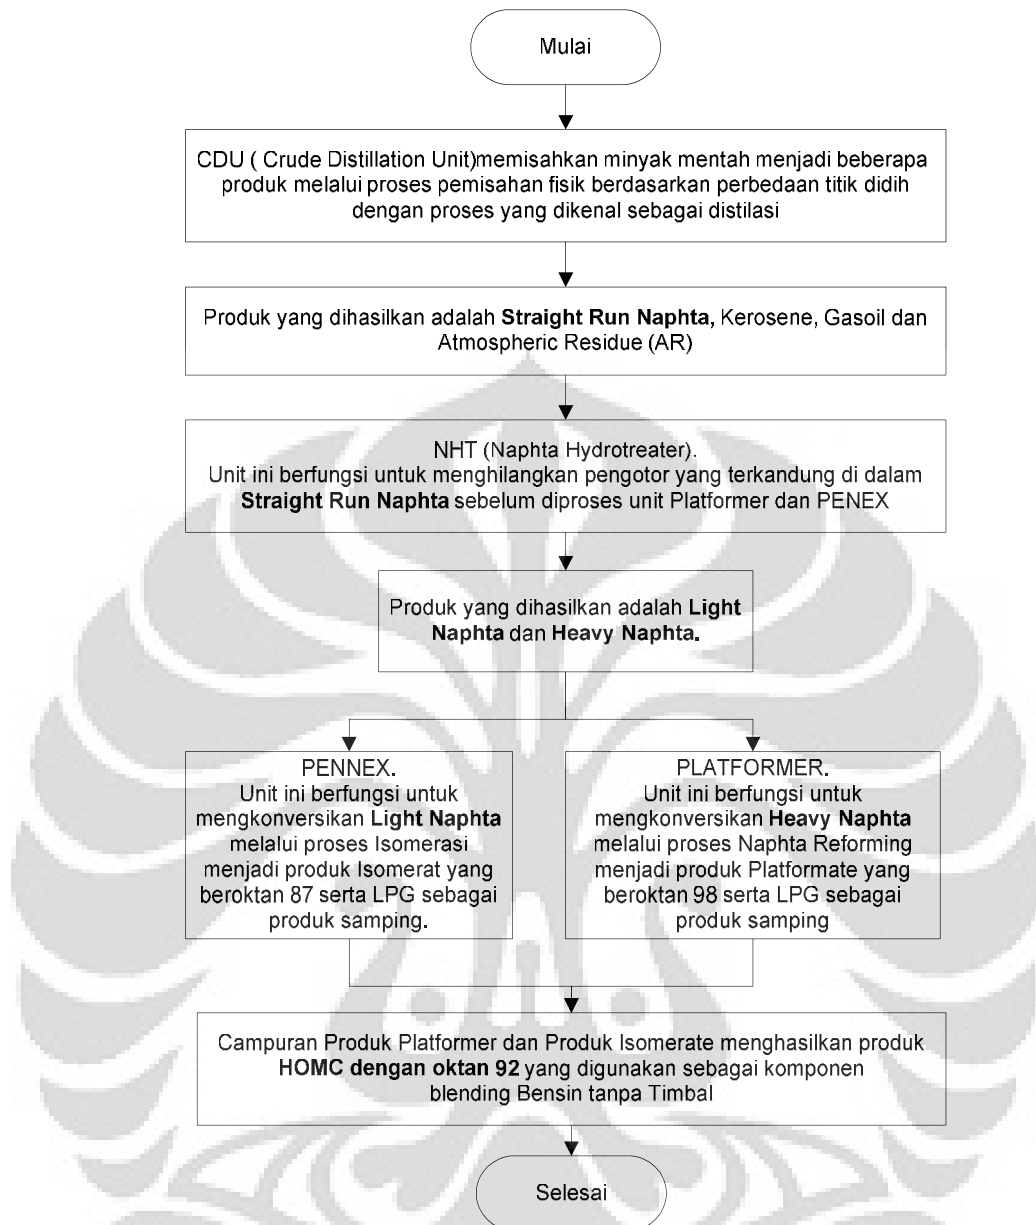 Mulai
CDU ( Crude Distillation Unit)memisahkan minyak mentah menjadi beberapa
produk melalui proses pemisahan fisik berdasarkan perbedaan titik didih
dengan proses yang dikenal sebagai distilasi
Produk yang dihasilkan adalah Straight Run Naphta, Kerosene, Gasoil dan
Atmospheric Residue (AR)
NHT (Naphta Hydrotreater).
Unit ini berfungsi untuk menghilangkan pengotor yang terkandung di dalam
Straight Run Naphta sebelum diproses unit Platformer dan PENEX
Produk yang dihasilkan adalah Light
Naphta dan Heavy Naphta.
PENNEX.
Unit ini berfungsi untuk
mengkonversikan Light Naphta
melalui proses Isomerasi
menjadi produk Isomerat yang
beroktan 87 serta LPG sebagai
produk samping.
PLATFORMER.
Unit ini berfungsi untuk
mengkonversikan Heavy Naphta
melalui proses Naphta Reforming
menjadi produk Platformate yang
beroktan 98 serta LPG sebagai
produk samping
Campuran Produk Platformer dan Produk Isomerate menghasilkan produk
HOMC dengan oktan 92 yang digunakan sebagai komponen
blending Bensin tanpa Timbal
Selesai